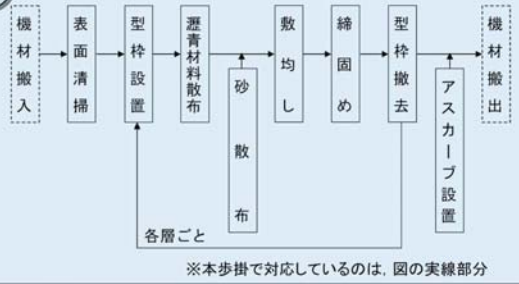 機材搬入
表面清掃
型枠設置
瀝青材料散布
砂散布
敷均し
締固め
型枠撤去
アスカーブ設置
機材搬出
各層ごと
※本歩掛で対応しているのは，図の実線部分